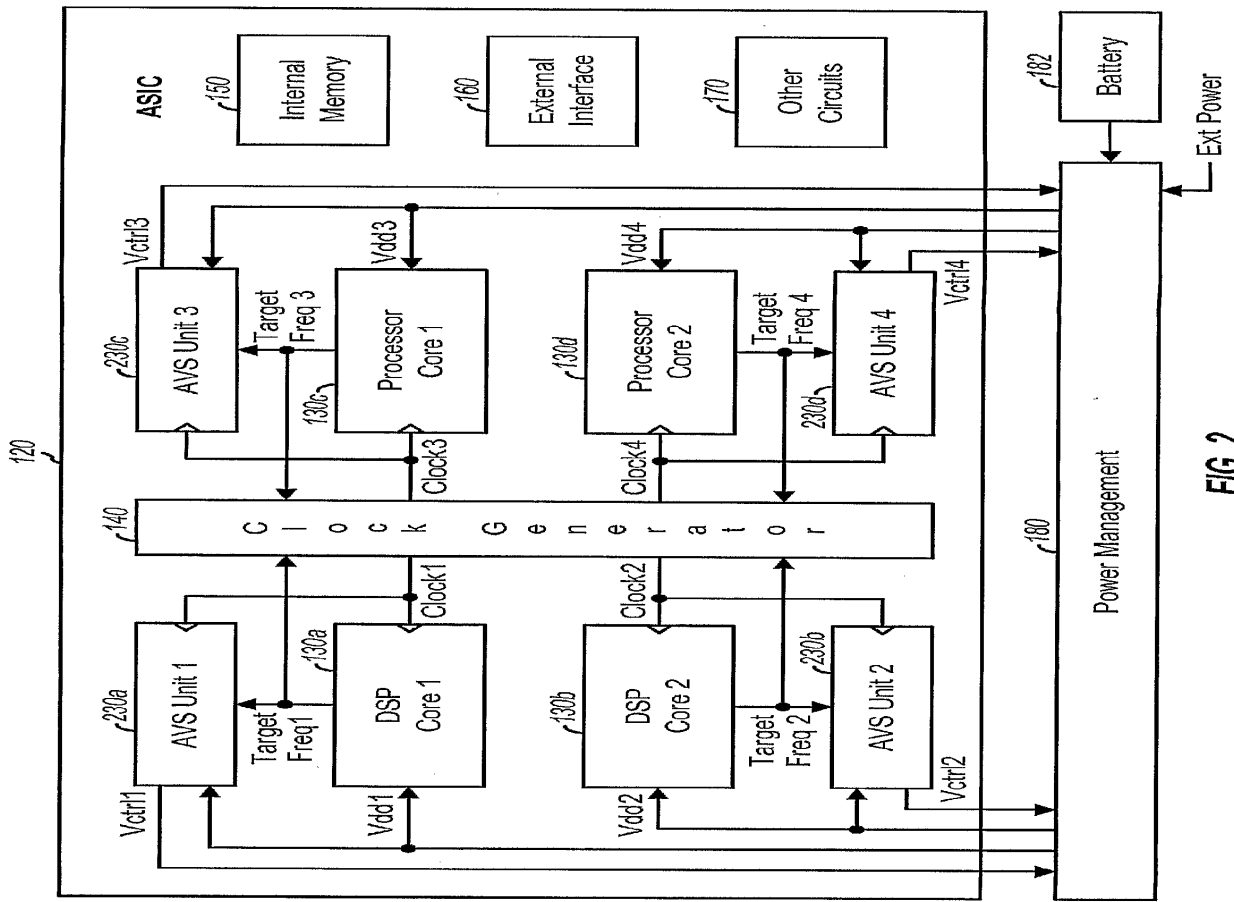 120
ASIC
230a
AVS Unit 1
Vctrl1
Target
Freq1
Vdd1
130a
DSP
Core 1
Clock1
140
Clock Generator
230c
AVS Unit 3
Vctrl3
Target
Freq 3
Vdd3
130c
Processor
Core 1
Clock3
150
Internal
Memory
130b
DSP
Core 2
Vdd2
Clock2
Target
Freq 2
230b
AVS Unit 2
Vctrl2
130d
Processor
Core 2
Vdd4
Clock4
Target
Freq 4
230d
AVS Unit 4
Vctrl4
160
External
Interface
170
Other
Circuits
180
Power Management
182
Battery
Ext Power
FIG. 2